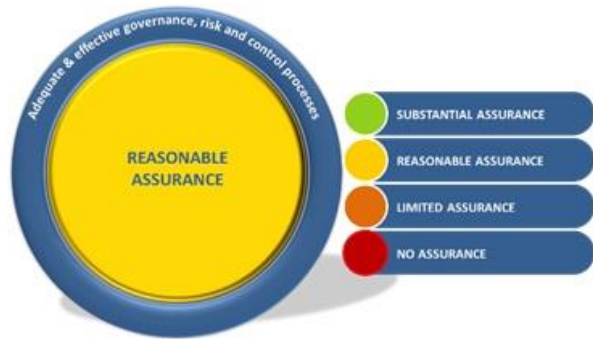 Adequate & effective governance, risk and control processes
REASONABLE
ASSURANCE
SUBSTANTIAL ASSURANCE
REASONABLE ASSURANCE
LIMITED ASSURANCE
NO ASSURANCE